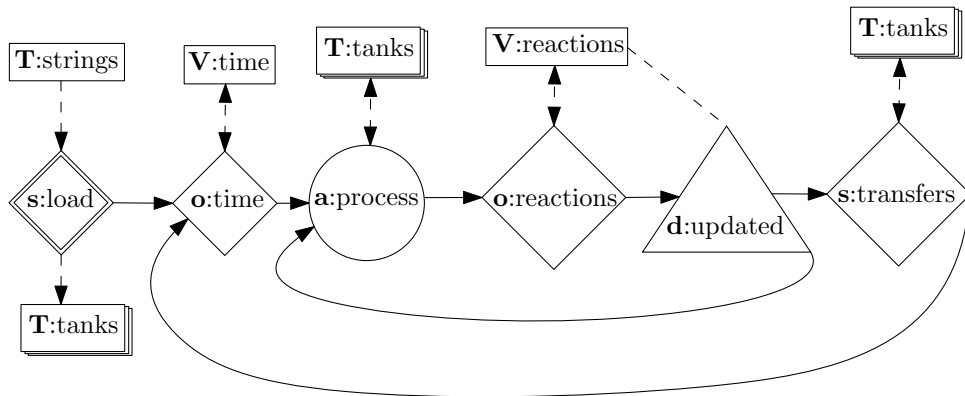 T:strings
V:time
T:tanks
V:reactions
T:tanks
s:load
o:time
a:process
o:reactions
d:updated
s:transfers
T:tanks